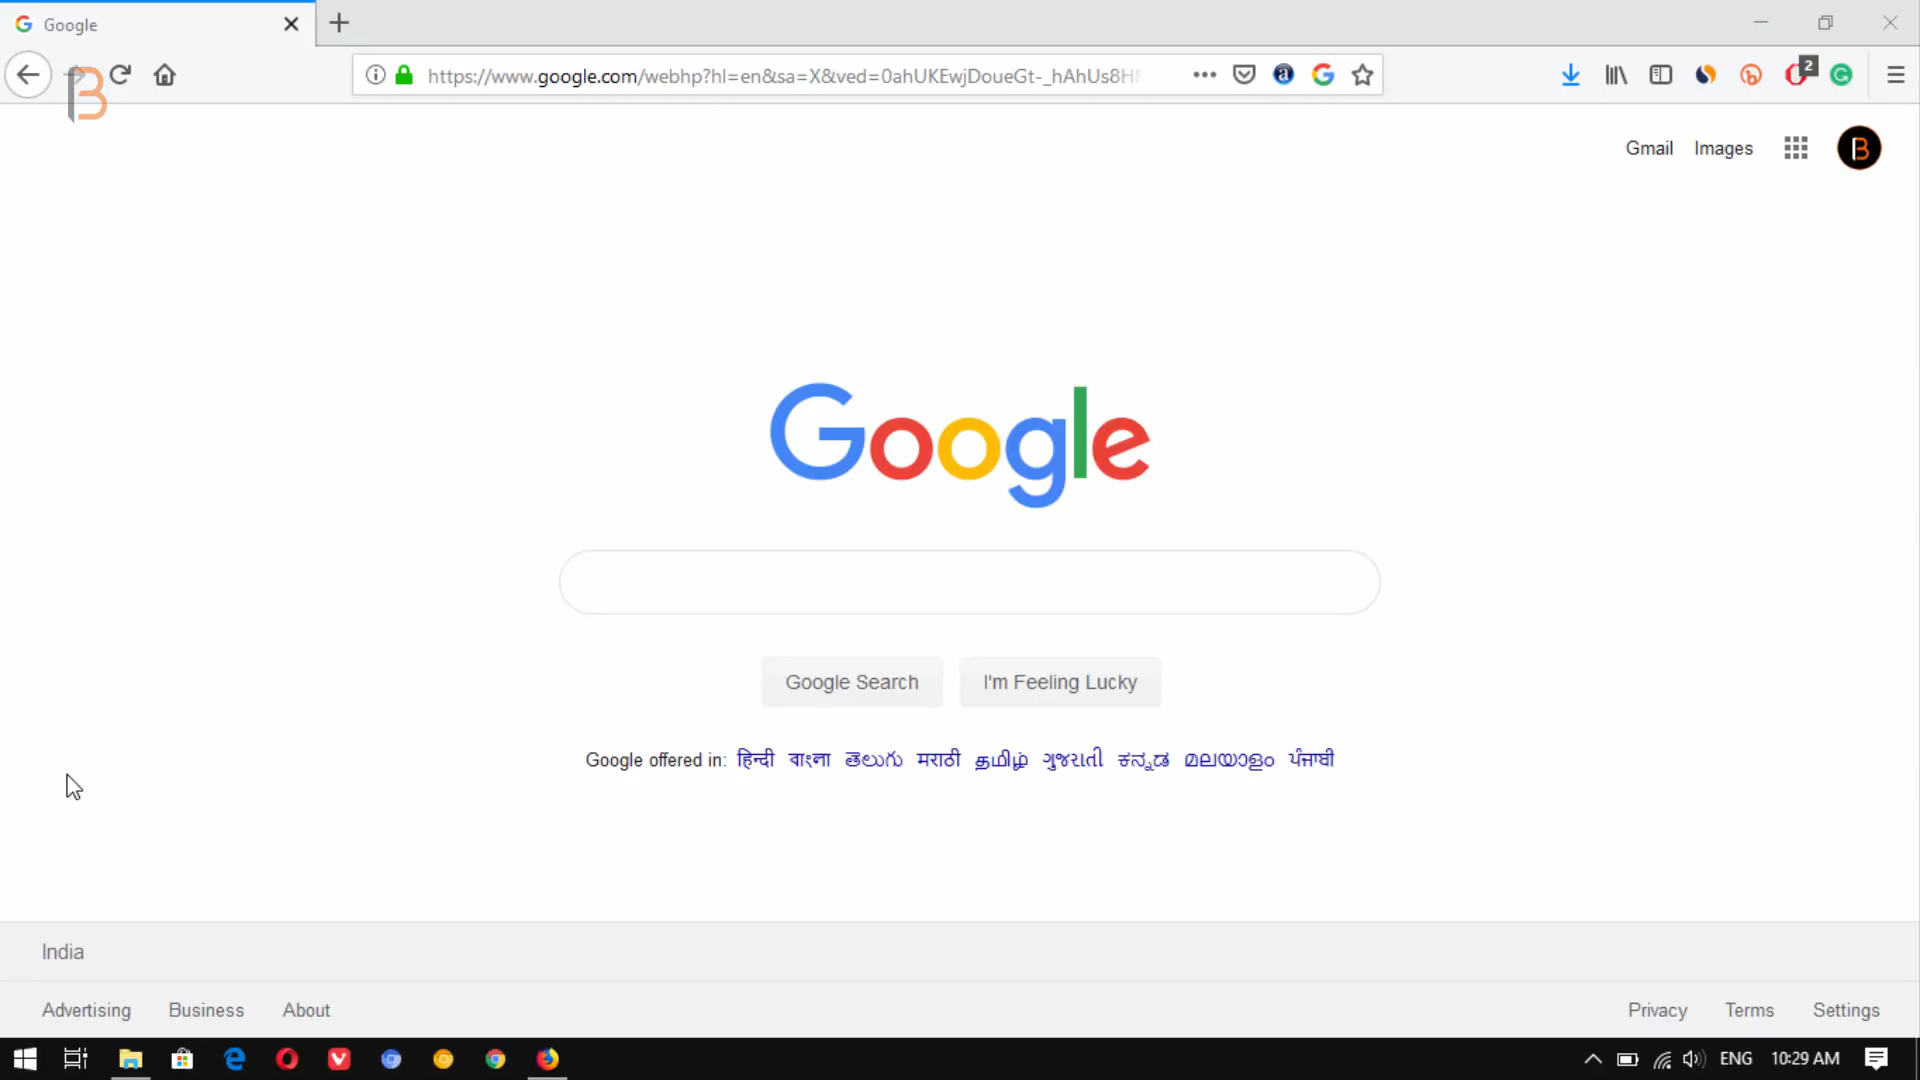 Google
https://www.google.com/webhp?hl=en&sa=X&ved=0ahUKEwjDoueGt-_hAhUs8H
2
Gmail Images
Google
Google Search I'm Feeling Lucky
Google offered in: हिन्दी বাংলা తెలుగు मराठी தமிழ் ગુજરાતી ಕನ್ನಡ മലയാളം ਪੰਜਾਬੀ
India
Advertising Business About Privacy Terms Settings
ENG 10:29 AM